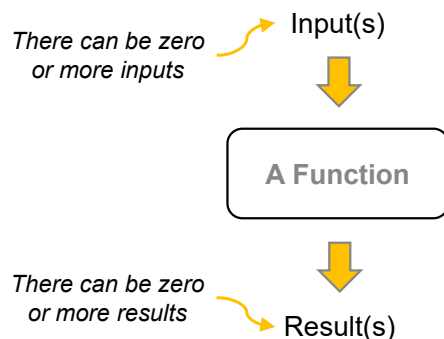 There can be zero
or more inputs
Input(s)
A Function
There can be zero
or more results
Result(s)